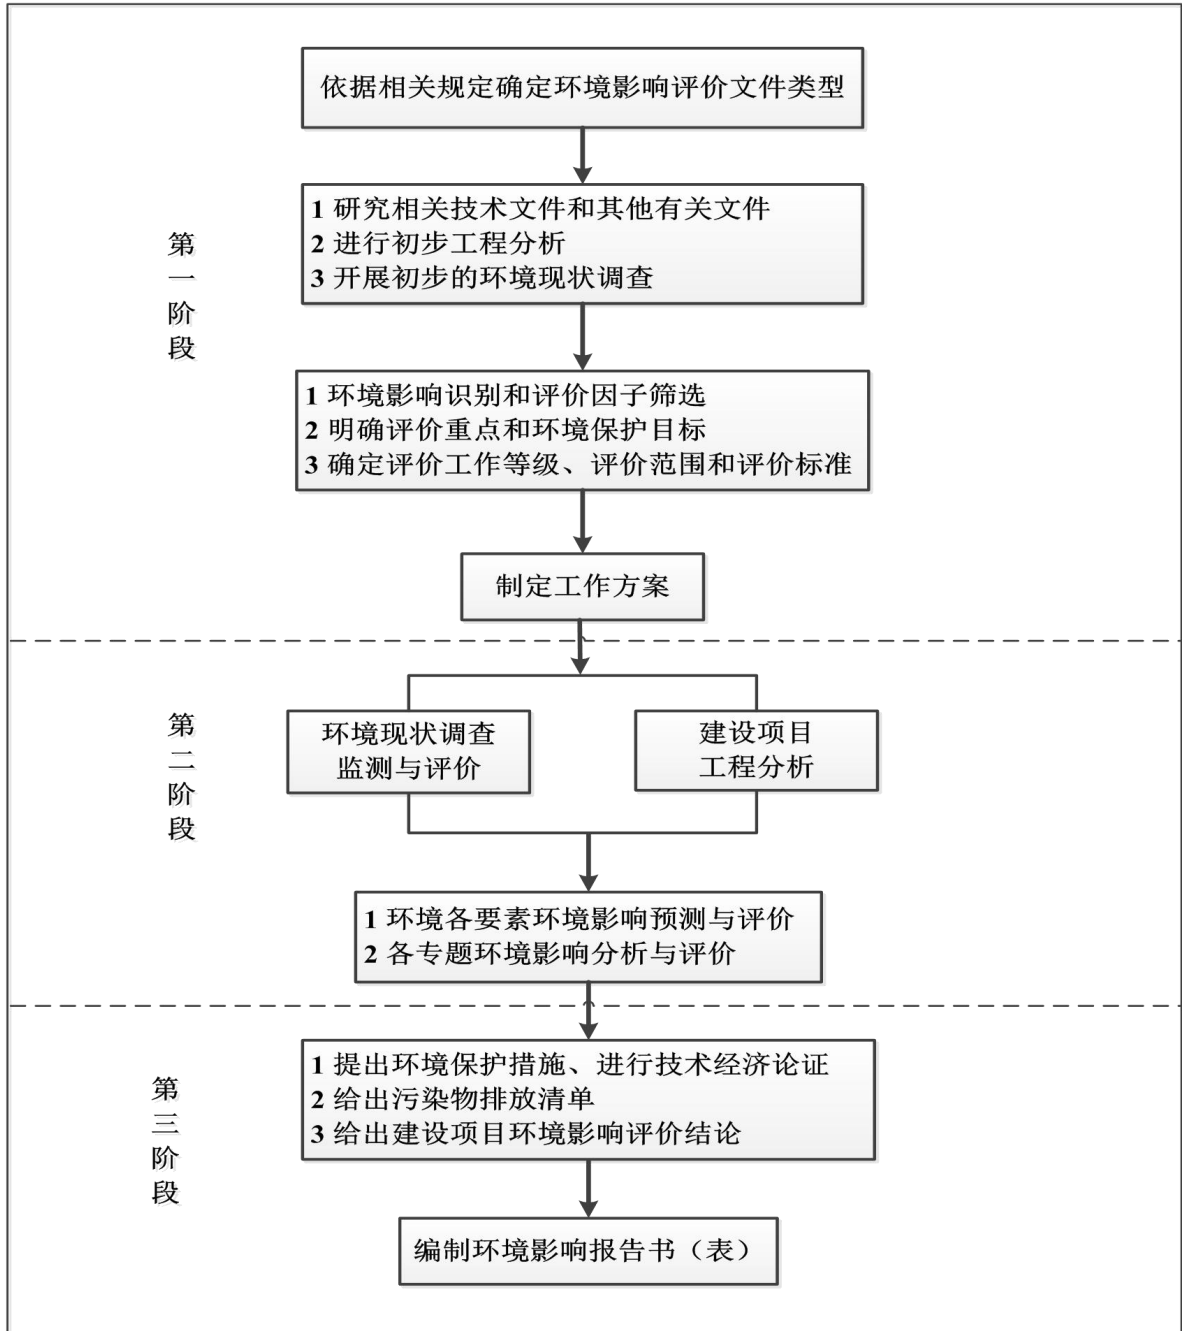 依据相关规定确定环境影响评价文件类型
第一阶段
1 研究相关技术文件和其他有关文件
2 进行初步工程分析
3 开展初步的环境现状调查
1 环境影响识别和评价因子筛选
2 明确评价重点和环境保护目标
3 确定评价工作等级、评价范围和评价标准
制定工作方案
第二阶段
环境现状调查
监测与评价
建设项目
工程分析
1 环境各要素环境影响预测与评价
2 各专题环境影响分析与评价
第三阶段
1 提出环境保护措施、进行技术经济论证
2 给出污染物排放清单
3 给出建设项目环境影响评价结论
编制环境影响报告书（表）